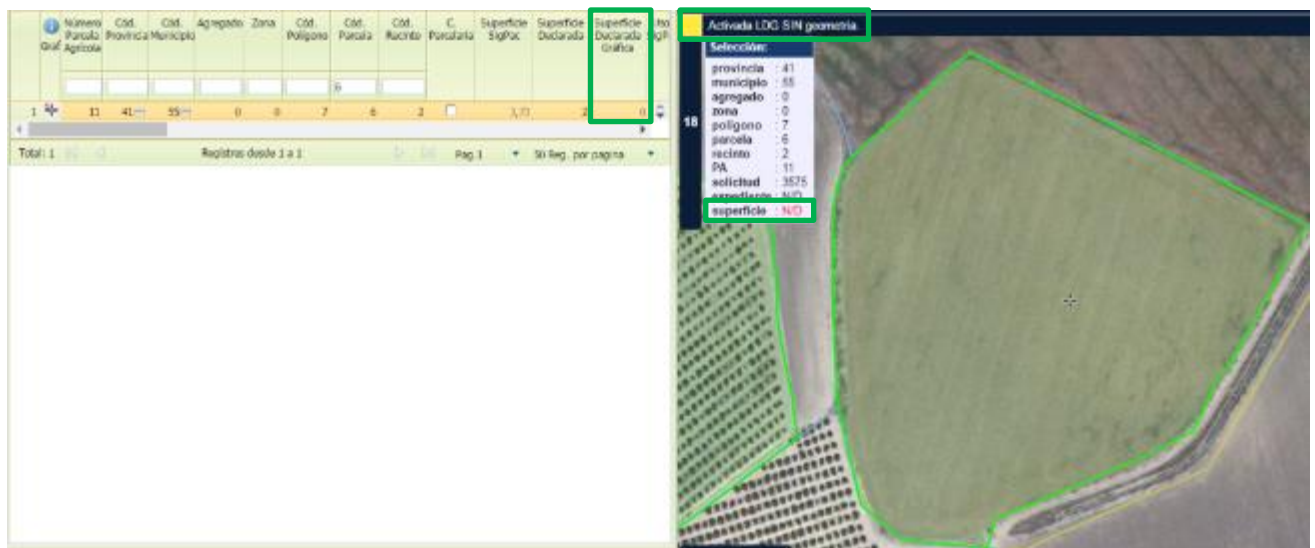 Graf
Número Parcela Agrícola
Cód. Provincia
Cód. Municipio
Agregado
Zona
Cód. Polígono
Cód. Parcela
Cód. Recinto
C. Parcelaria
Superficie SigPac
Superficie Declarada
Superficie Declarada Gráfica
6
1 11 41 55 0 0 7 6 2 2 0
Total: 1 Registros desde 1 a 1 Pag.1 50 Reg. por pagina
Activada LDG SIN geometria
18
Selección:
provincia : 41
municipio : 55
agregado : 0
zona : 0
polígono : 7
parcela : 6
recinto : 2
PA : 11
solicitud : 3575
expediente : N/D
superficie : N/D